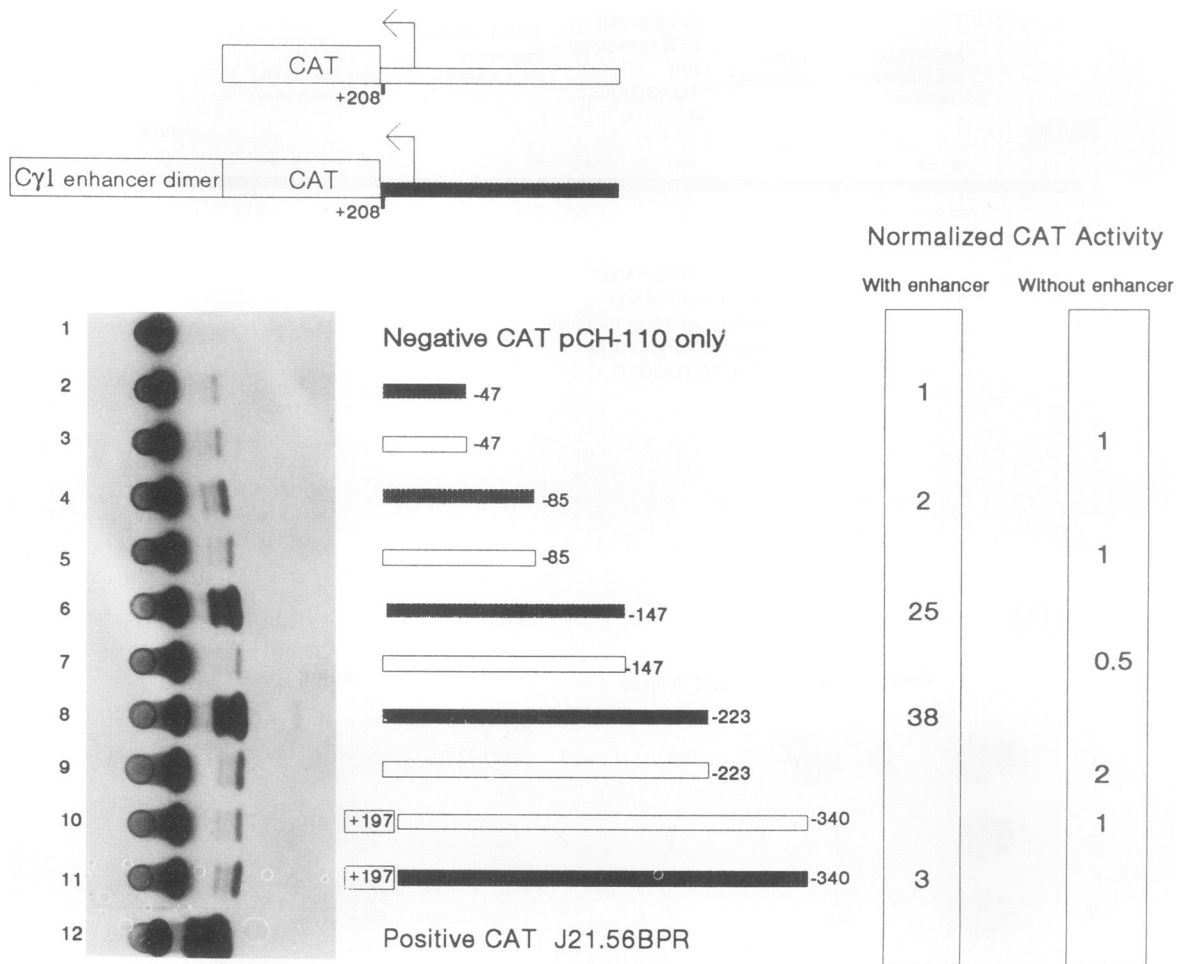 CAT
+208
Cγ1 enhancer dimer CAT
+208
Normalized CAT Activity
With enhancer Without enhancer
1 Negative CAT pCH-110 only
2 -47 1
3 -47 1
4 -85 2
5 -85 1
6 -147 25
7 -147 0.5
8 -223 38
9 -223 2
10 +197 -340 1
11 +197 -340 3
12 Positive CAT J21.56BPR